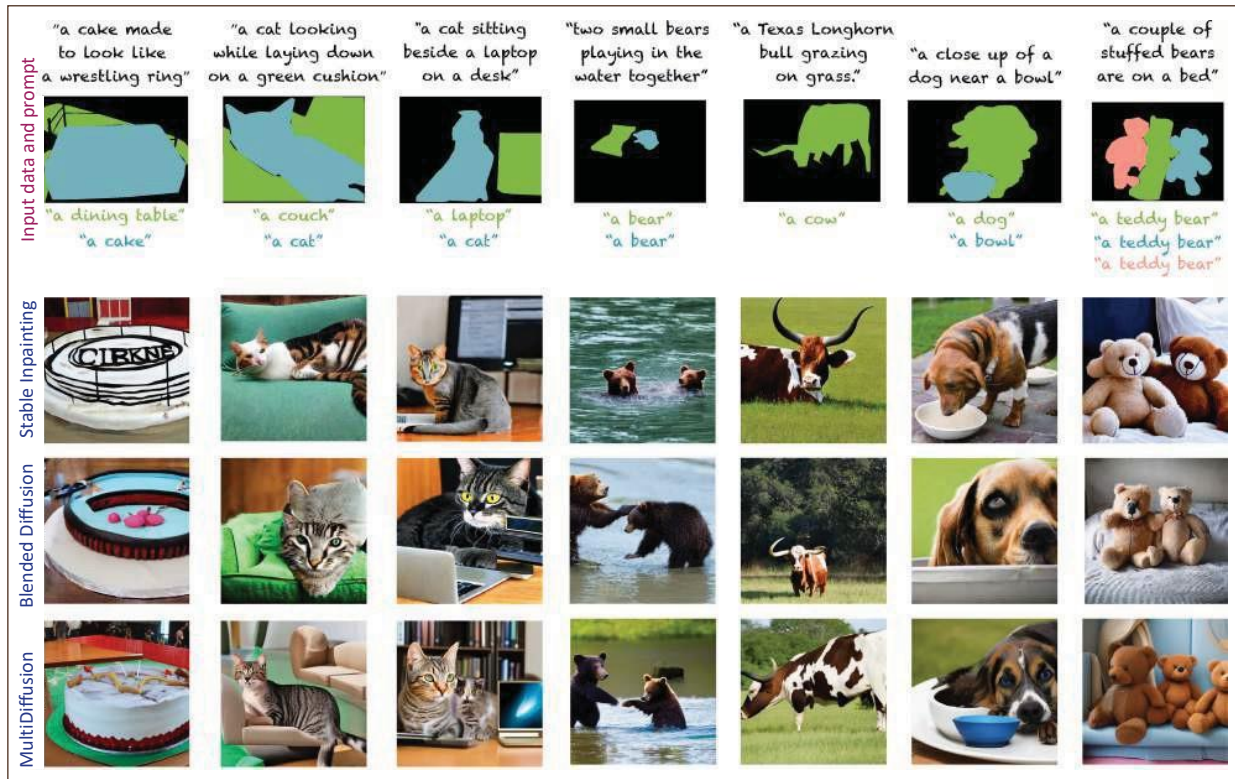 Input data and prompt
"a cake made
to look like
a wrestling ring"
"a cat looking
while laying down
on a green cushion"
"a cat sitting
beside a laptop
on a desk"
"two small bears
playing in the
water together"
"a Texas Longhorn
bull grazing
on grass."
"a close up of a
dog near a bowl"
"a couple of
stuffed bears
are on a bed"
"a dining table"
"a cake"
"a couch"
"a cat"
"a laptop"
"a cat"
"a bear"
"a bear"
"a cow"
"a dog"
"a bowl"
"a teddy bear"
"a teddy bear"
"a teddy bear"
Stable Inpainting
CIRKNE
Blended Diffusion
MultiDiffusion